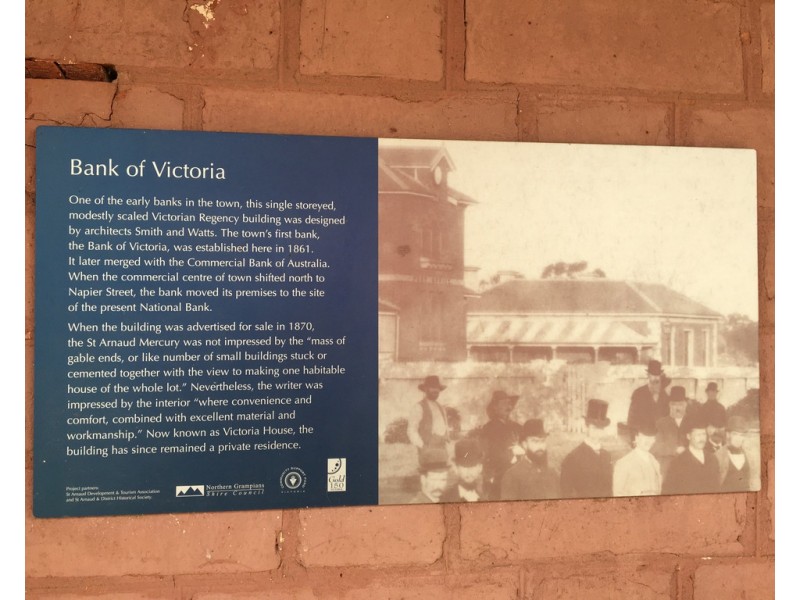 Bank of Victoria
One of the early banks in the town, this single storeyed,
modestly scaled Victorian Regency building was designed
by architects Smith and Watts. The town's first bank,
the Bank of Victoria, was established here in 1861.
It later merged with the Commercial Bank of Australia.
When the commercial centre of town shifted north to
Napier Street, the bank moved its premises to the site
of the present National Bank.
When the building was advertised for sale in 1870,
the St Arnaud Mercury was not impressed by the "mass of
gable ends, or like number of small buildings stuck or
cemented together with the view to making one habitable
house of the whole lot." Nevertheless, the writer was
impressed by the interior "where convenience and
comfort, combined with excellent material and
workmanship." Now known as Victoria House, the
building has since remained a private residence.
Project partners:
St Arnaud Development & Tourism Association
and St Arnaud & District Historical Society.
Northern Grampians
Shire Council
VICTORIA
Gold
150